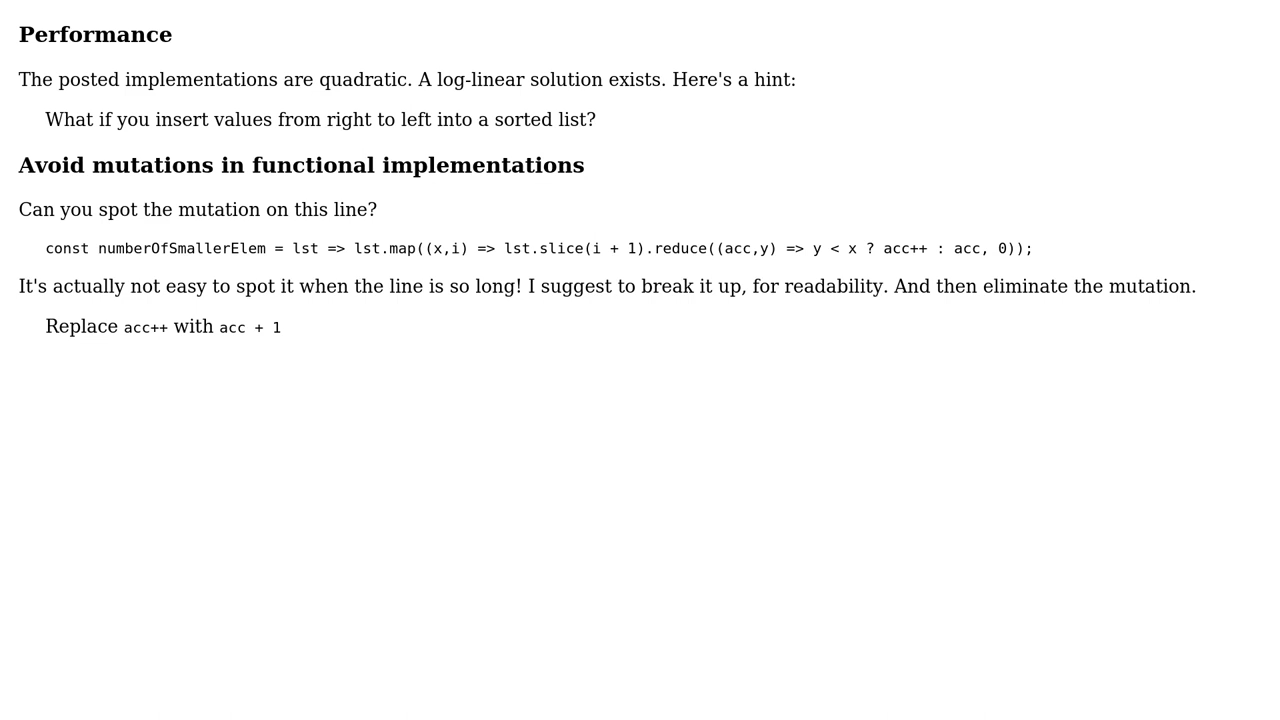 Performance
The posted implementations are quadratic. A log-linear solution exists. Here's a hint:
What if you insert values from right to left into a sorted list?
Avoid mutations in functional implementations
Can you spot the mutation on this line?
const numberOfSmallerElem = lst => lst.map((x,i) => lst.slice(i + 1).reduce((acc,y) => y < x ? acc++ : acc, 0));
It's actually not easy to spot it when the line is so long! I suggest to break it up, for readability. And then eliminate the mutation.
Replace acc++ with acc + 1